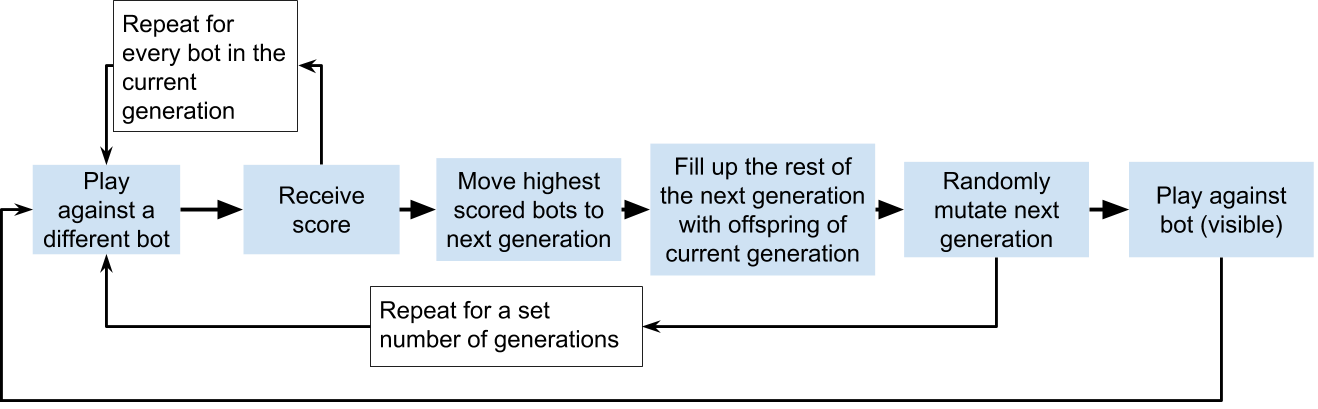 Repeat for
every bot in the
current
generation
Play
against a
different bot
Receive
score
Move highest
scored bots to
next generation
Fill up the rest of
the next generation
with offspring of
current generation
Randomly
mutate next
generation
Play against
bot (visible)
Repeat for a set
number of generations